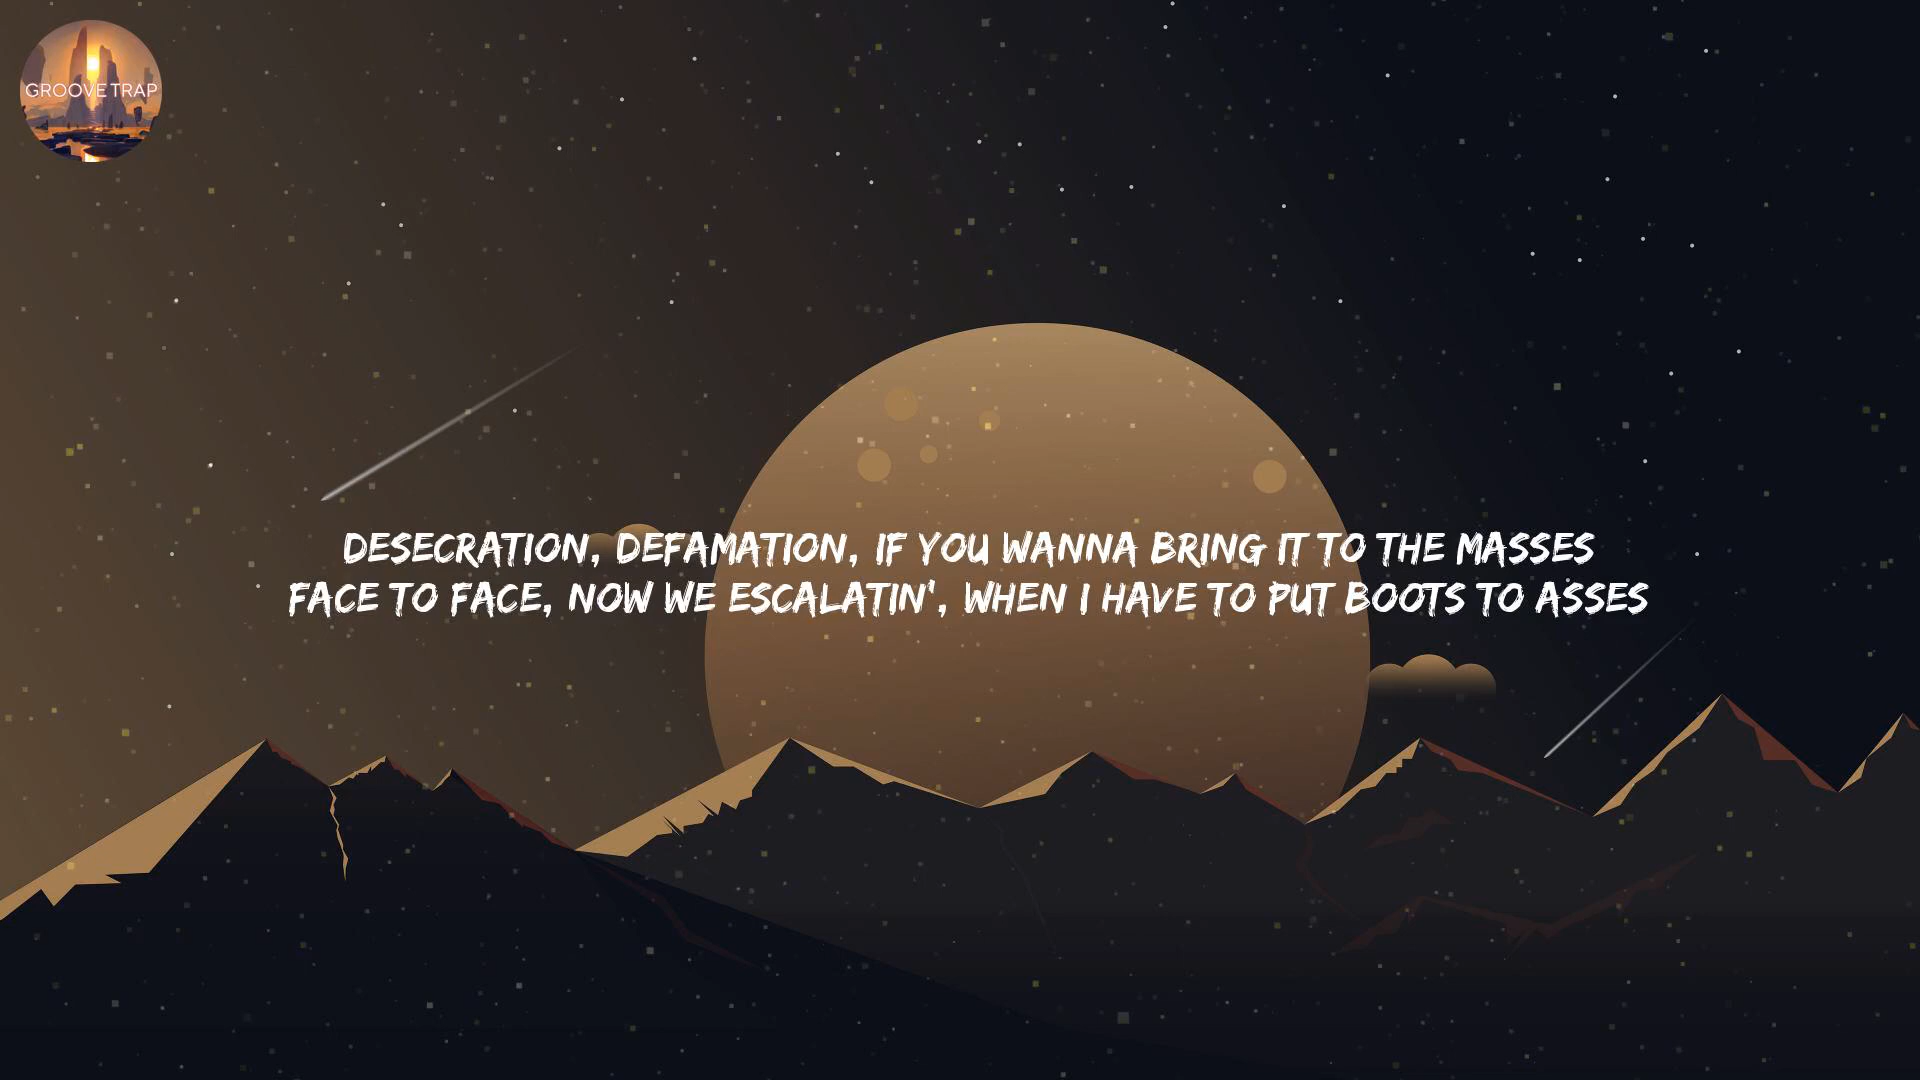 GROOVE TRAP
DESECRATION, DEFAMATION, IF YOU WANNA BRING IT TO THE MASSES
FACE TO FACE, NOW WE ESCALATIN', WHEN I HAVE TO PUT BOOTS TO ASSES